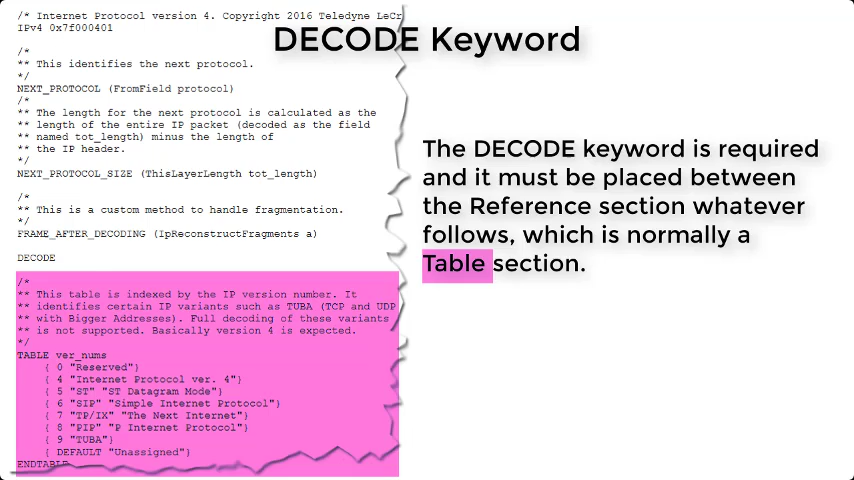 /* Internet Protocol version 4. Copyright 2016 Teledyne LeCr
IPv4 0x7f000401
DECODE Keyword
/*
** This identifies the next protocol.
*/
NEXT_PROTOCOL (FromField protocol)
/*
** The length for the next protocol is calculated as the
** length of the entire IP packet (decoded as the field
** named tot_length) minus the length of
** the IP header.
*/
NEXT_PROTOCOL_SIZE (ThisLayerLength tot_length)
/*
** This is a custom method to handle fragmentation.
*/
FRAME_AFTER_DECODING (IpReconstructFragments a)
DECODE
/*
** This table is indexed by the IP version number. It
** identifies certain IP variants such as TUBA (TCP and UDP
** with Bigger Addresses). Full decoding of these variants
** is not supported. Basically version 4 is expected.
*/
TABLE ver_nums
{ 0 "Reserved"}
{ 4 "Internet Protocol ver. 4"}
{ 5 "ST" "ST Datagram Mode"}
{ 6 "SIP" "Simple Internet Protocol"}
{ 7 "TP/IX" "The Next Internet"}
{ 8 "PIP" "P Internet Protocol"}
{ 9 "TUBA"}
{ DEFAULT "Unassigned"}
ENDTABLE
The DECODE keyword is required
and it must be placed between
the Reference section whatever
follows, which is normally a
Table section.